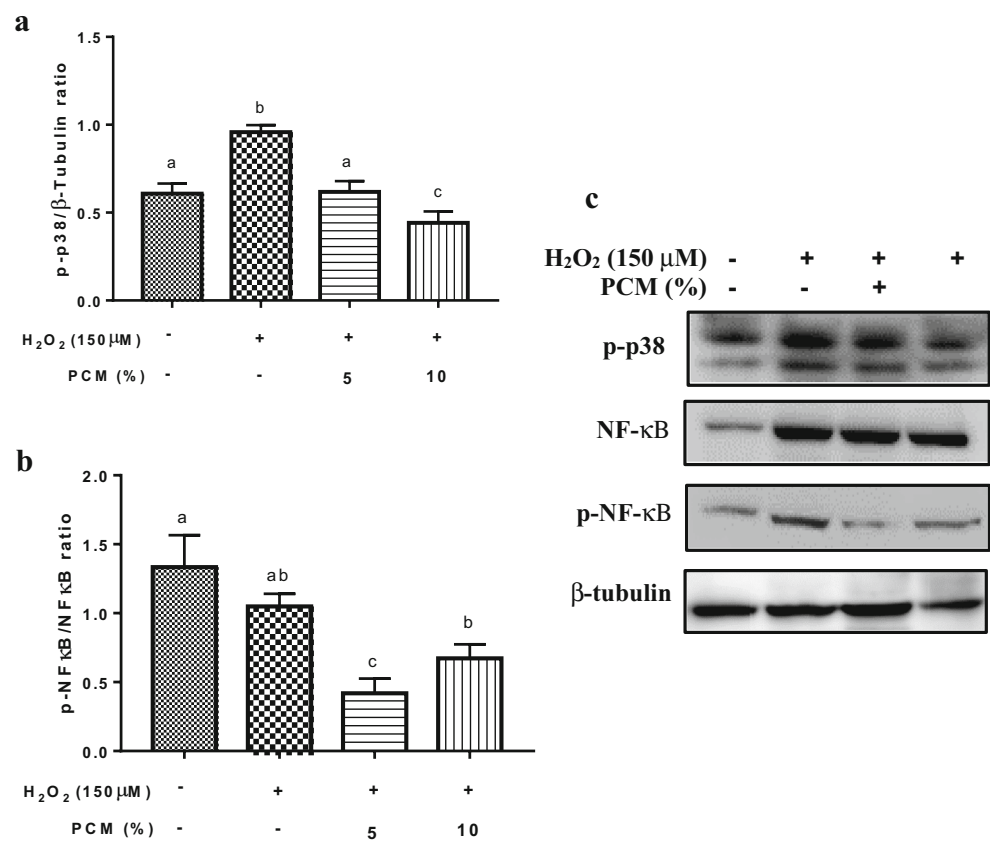 a
1.5
1.0
0.5
0.0
p-p38/β-Tubulin ratio
a
b
a
c
H₂O₂ (150 μM) - + + +
PCM (%) - - 5 10
b
2.0
1.5
1.0
0.5
0.0
p-NFκB/NFκB ratio
a
ab
c
b
H₂O₂ (150 μM) - + + +
PCM (%) - - 5 10
c
H₂O₂ (150 μM) - + + +
PCM (%) - - +
p-p38
NF-κB
p-NF-κB
β-tubulin